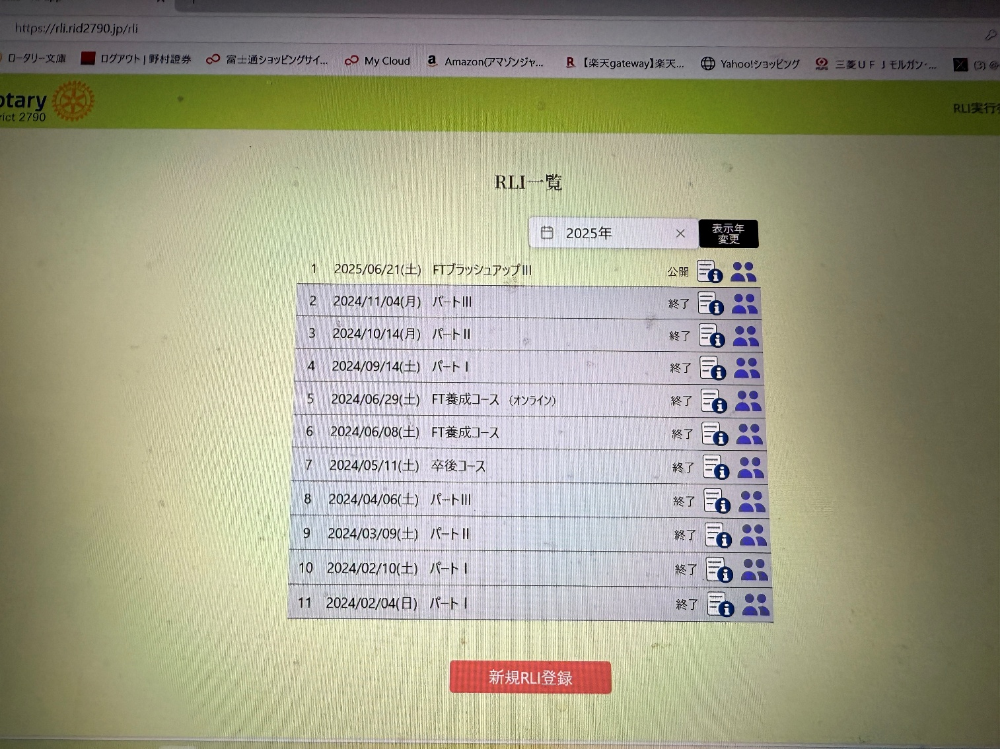 https://rli.rid2790.jp/rli
ロータリー文庫 ログアウト | 野村證券 富士通ショッピングサイ... My Cloud Amazon(アマゾンジャ... 【楽天gateway】楽天... Yahoo!ショッピング 三菱ＵＦＪモルガン・... (3)
otary
rict 2790
RLI実行
RLI一覧
2025年 × 表示年
変更
1 2025/06/21(土) FTブラッシュアップⅢ 公開
2 2024/11/04(月) パートⅢ 終了
3 2024/10/14(月) パートⅡ 終了
4 2024/09/14(土) パートⅠ 終了
5 2024/06/29(土) FT養成コース（オンライン） 終了
6 2024/06/08(土) FT養成コース 終了
7 2024/05/11(土) 卒後コース 終了
8 2024/04/06(土) パートⅢ 終了
9 2024/03/09(土) パートⅡ 終了
10 2024/02/10(土) パートⅠ 終了
11 2024/02/04(日) パートⅠ 終了
新規RLI登録